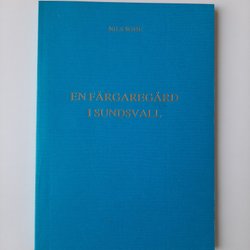 EN FÄRGAREGÅRD
I SUNDSVALL